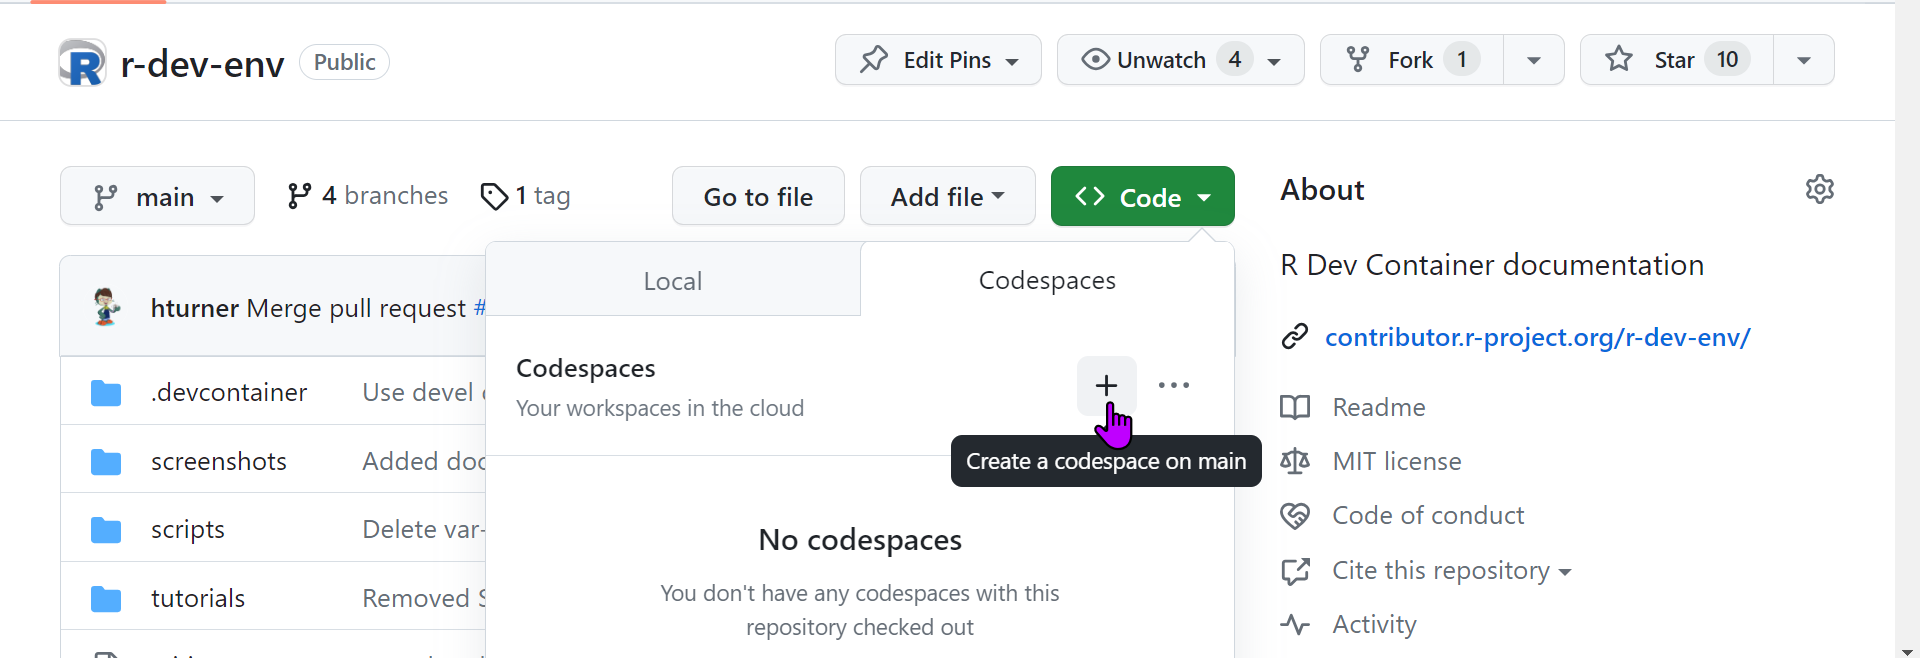 r-dev-env Public Edit Pins Unwatch 4 Fork 1 Star 10
main 4 branches 1 tag Go to file Add file Code
About
R Dev Container documentation
contributor.r-project.org/r-dev-env/
Readme
MIT license
Code of conduct
Cite this repository
Activity
hturner Merge pull request #
.devcontainer Use devel
screenshots Added doc
scripts Delete var-
tutorials Removed
Local Codespaces
Codespaces
Your workspaces in the cloud
Create a codespace on main
No codespaces
You don't have any codespaces with this
repository checked out